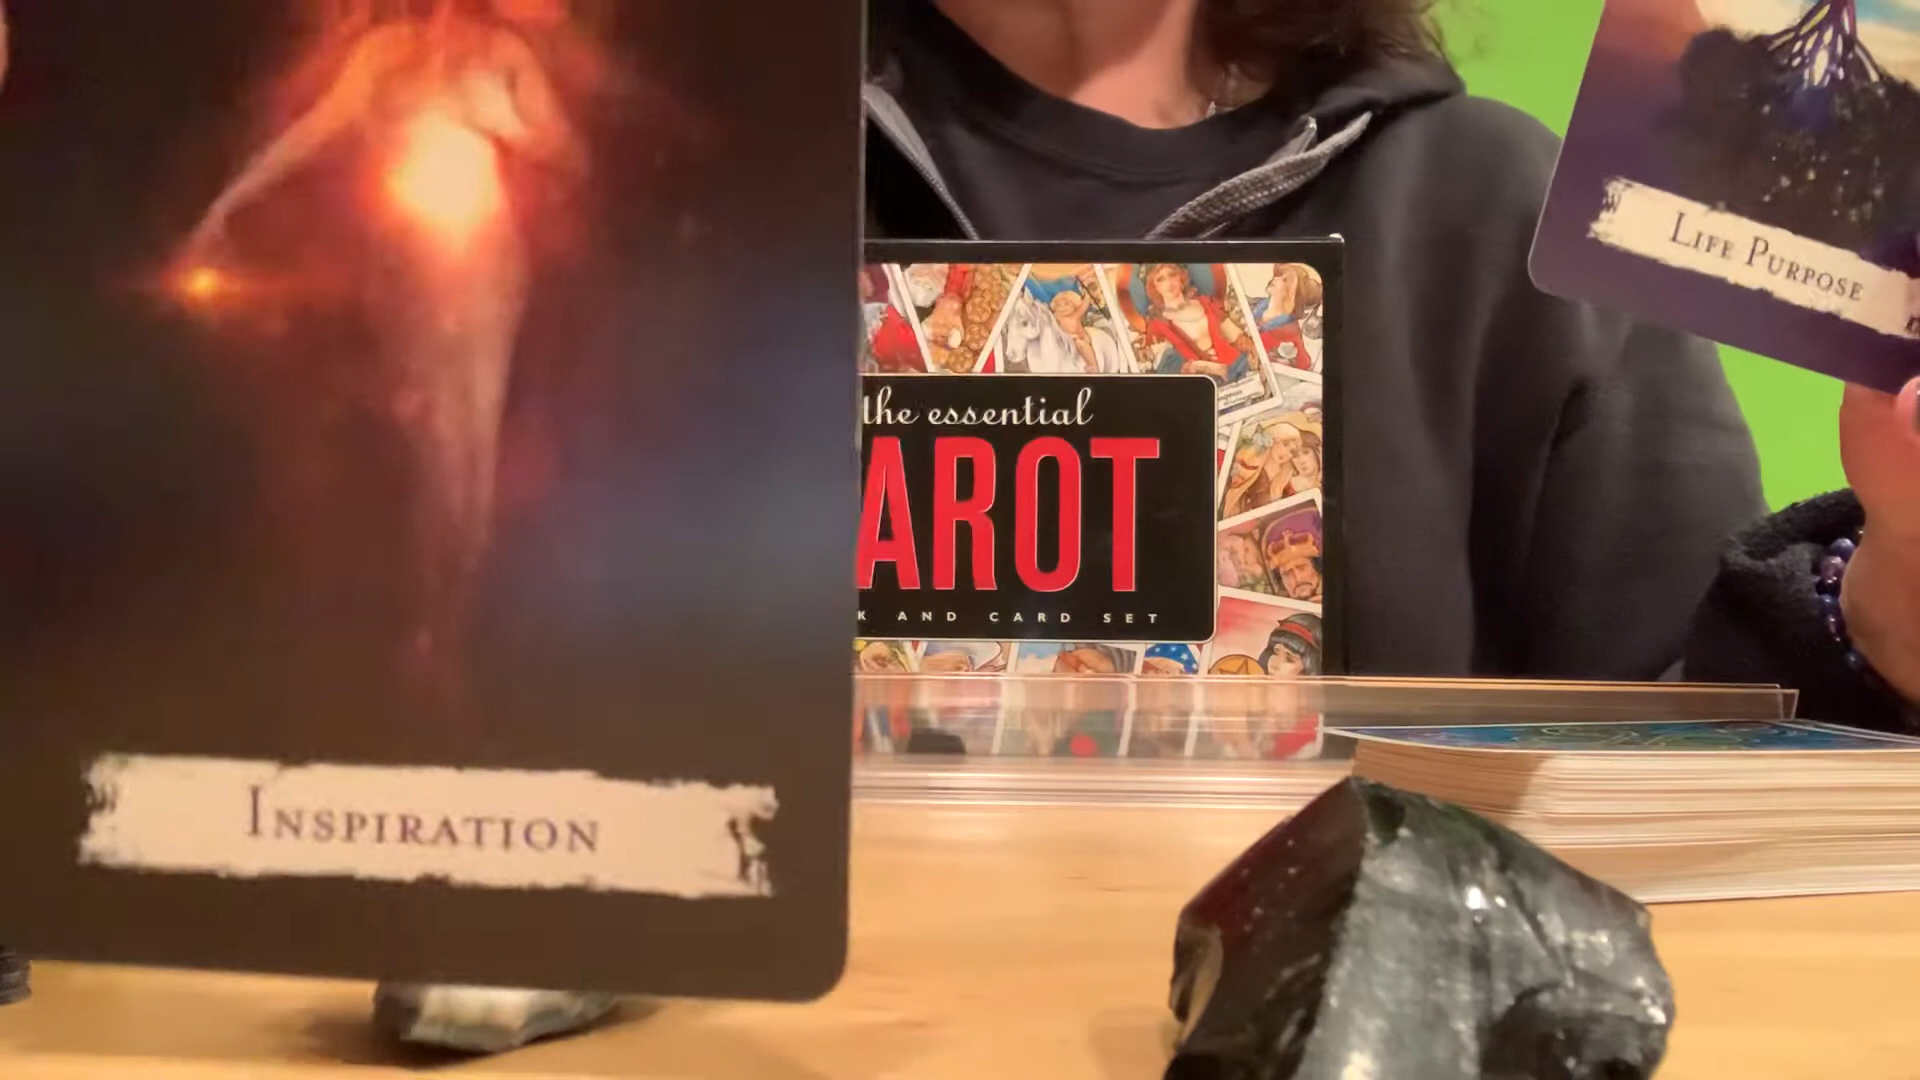 Inspiration
Life Purpose
the essential
AROT
K AND CARD SET